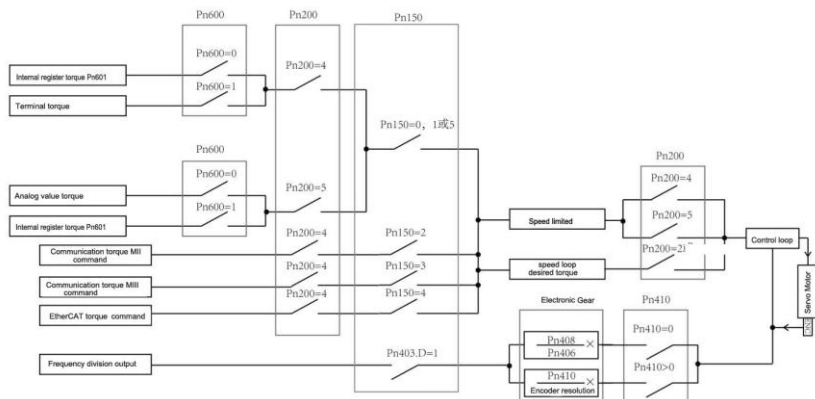 Pn600
Pn200
Pn150
Pn600=0
Internal register torque Pn601
Pn600=1
Terminal torque
Pn200=4
Pn150=0，1或5
Pn600
Pn600=0
Analog value torque
Pn600=1
Internal register torque Pn601
Pn200=5
Pn200
Pn200=4
Speed limited
Pn200=5
Control loop
Communication torque MII
command
Pn200=4
Pn150=2
speed loop
desired torque
Servo Motor
Communication torque MIII
command
Pn200=4
Pn150=3
EtherCAT torque command
Pn200=4
Pn150=4
Electronic Gear
Pn410
Pn408
Pn406
Pn410=0
Frequency division output
Pn403.D=1
Pn410
Encoder resolution
Pn410>0